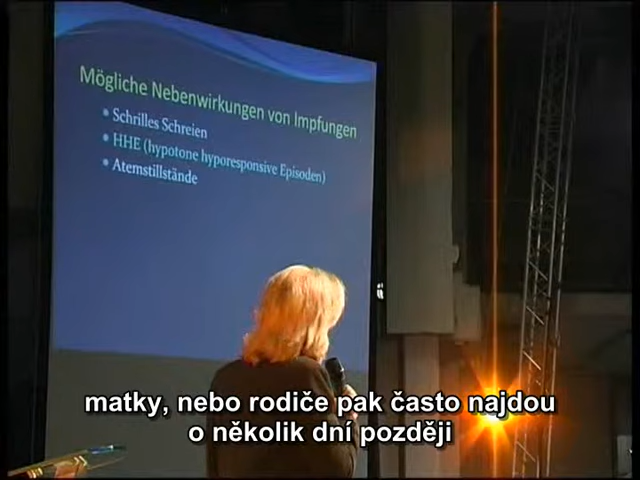 Mögliche Nebenwirkungen von Impfungen
• Schrilles Schreien
• HHE (hypotone hyporesponsive Episoden)
• Atemstillstände
matky, nebo rodiče pak často najdou
o několik dní později